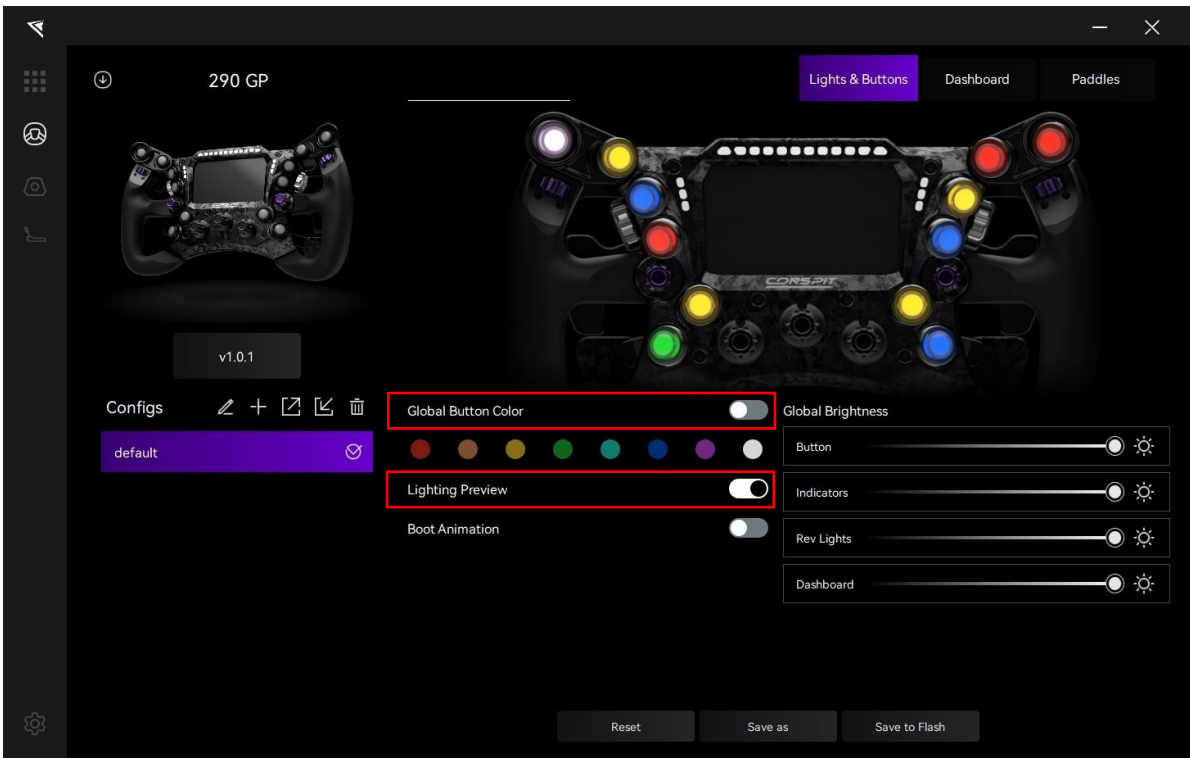 290 GP
Lights & Buttons
Dashboard
Paddles
CONSPIT
v1.0.1
Configs
default
Global Button Color
Lighting Preview
Boot Animation
Global Brightness
Button
Indicators
Rev Lights
Dashboard
Reset
Save as
Save to Flash